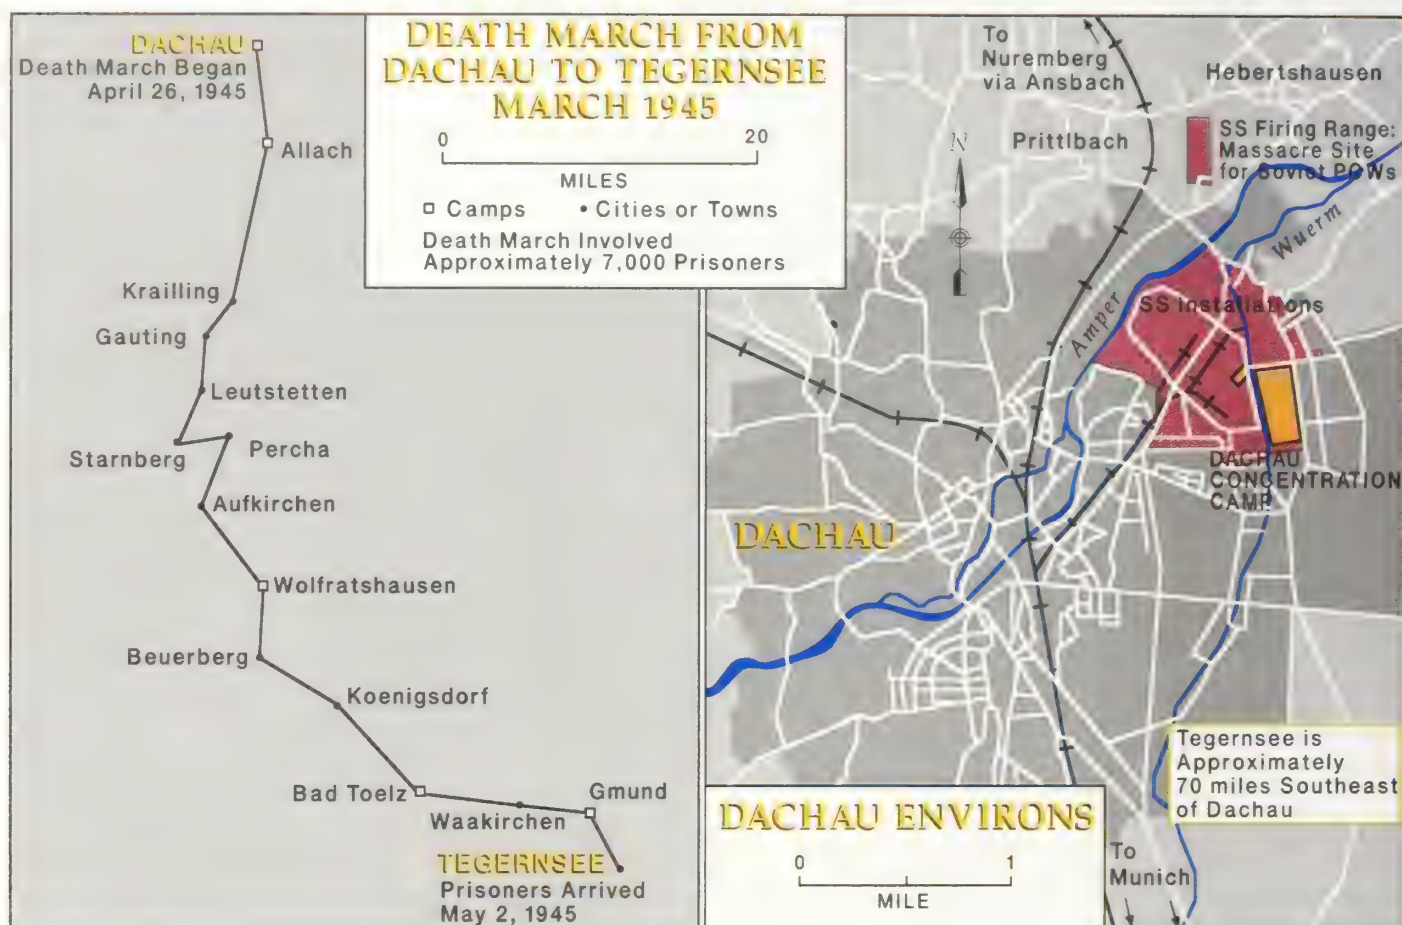 DACHAU
Death March Began
April 26, 1945
Allach
Krailling
Gauting
Leutstetten
Starnberg
Percha
Aufkirchen
Wolfratshausen
Beuerberg
Koenigsdorf
Bad Toelz
Gmund
Waakirchen
TEGERNSEE
Prisoners Arrived
May 2, 1945
DEATH MARCH FROM
DACHAU TO TEGERNSEE
MARCH 1945
0 20
MILES
Camps
• Cities or Towns
Death March Involved
Approximately 7,000 Prisoners
To
Nuremberg
via Ansbach
Hebertshausen
Prittlbach
N
SS Firing Range:
Massacre Site
for Soviet POWs
Wuerm
Amper
SS Installations
DACHAU
CONCENTRATION
CAMP
DACHAU
Tegernsee is
Approximately
70 miles Southeast
of Dachau
DACHAU ENVIRONS
0 1
MILE
To
Munich